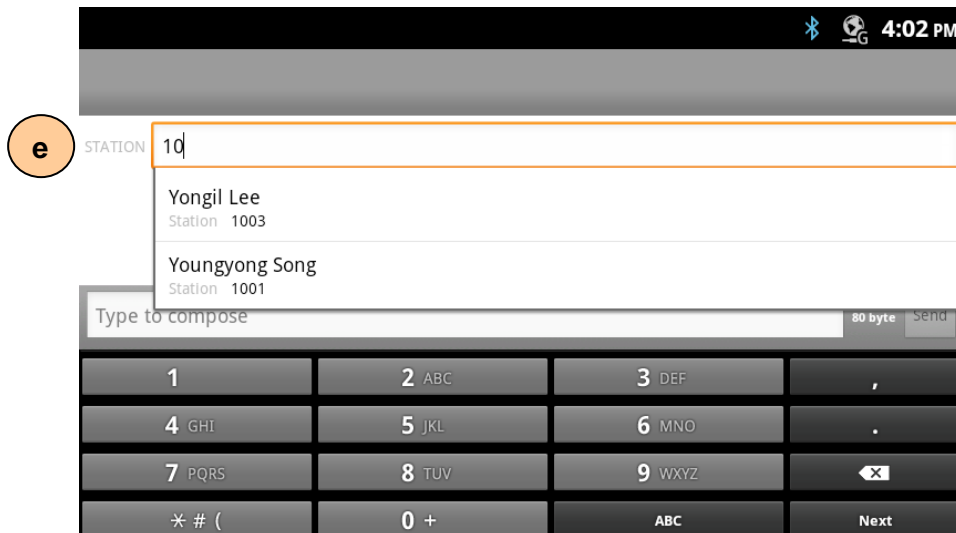 G 4:02 PM
e STATION 10
Yongil Lee
Station 1003
Youngyong Song
Station 1001
Type to compose 80 byte Send
1 2 ABC 3 DEF ,
4 GHI 5 JKL 6 MNO .
7 PQRS 8 TUV 9 WXYZ
* # ( 0 + ABC Next